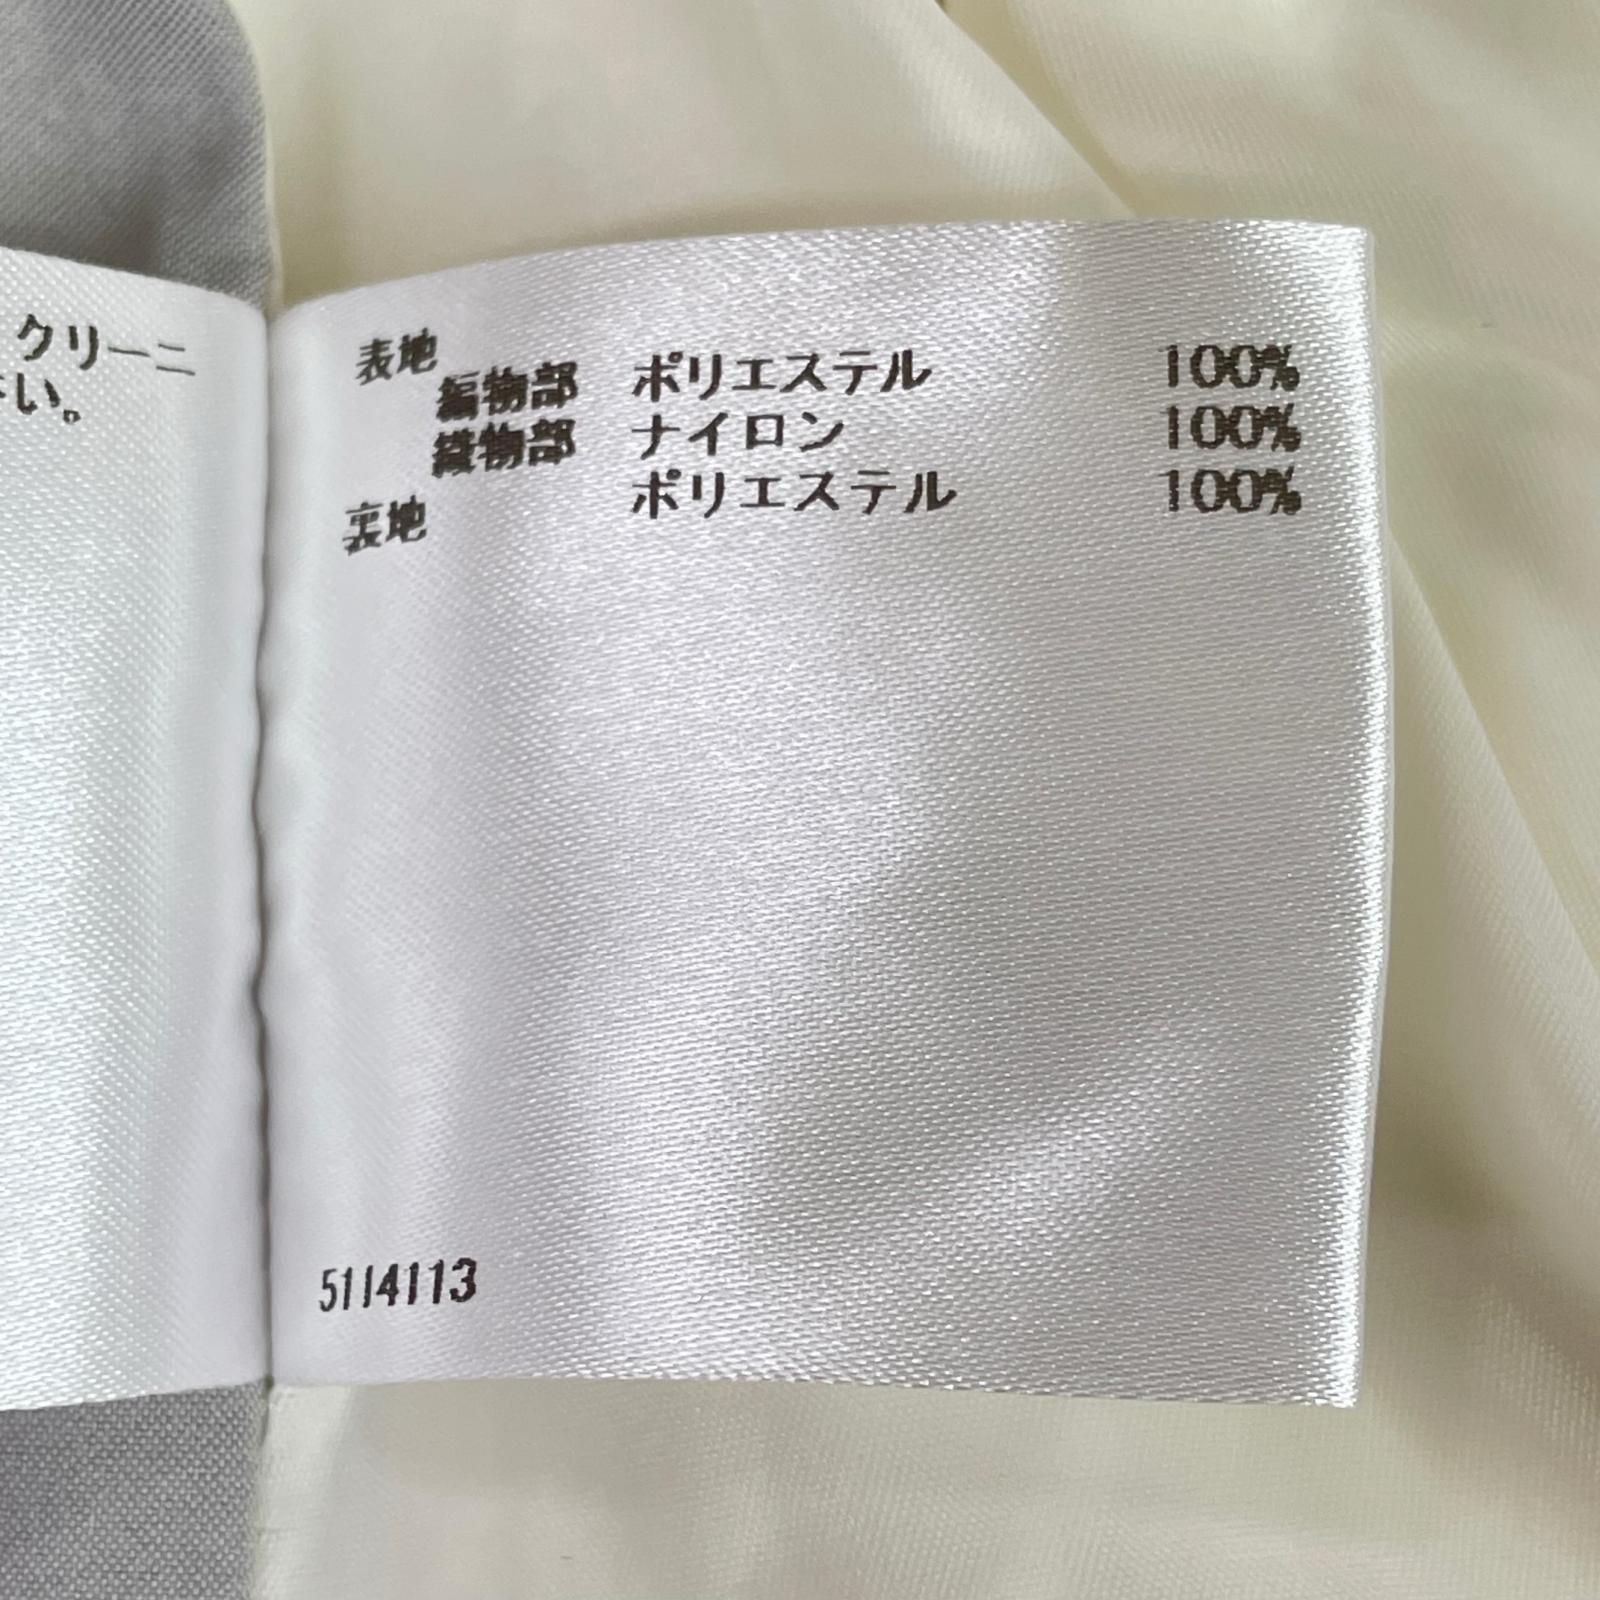 クリーニ
さい。
表地
編物部 ポリエステル 100%
織物部 ナイロン 100%
裏地 ポリエステル 100%
5114113